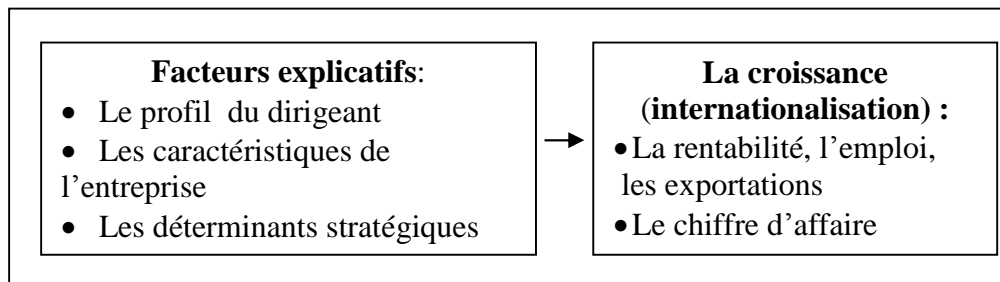 Facteurs explicatifs:
• Le profil du dirigeant
• Les caractéristiques de
l’entreprise
• Les déterminants stratégiques
La croissance
(internationalisation) :
• La rentabilité, l’emploi,
les exportations
• Le chiffre d’affaire